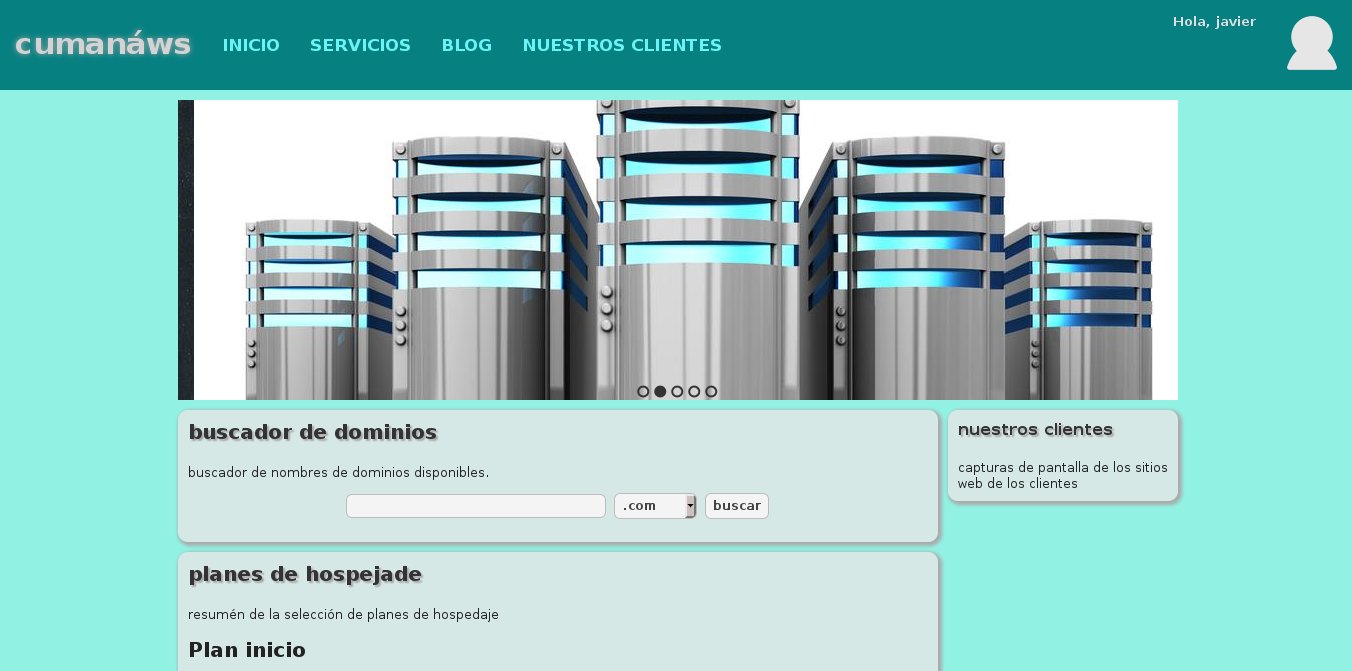 cumanáws
INICIO
SERVICIOS
BLOG
NUESTROS CLIENTES
Hola, javier
buscador de dominios
buscador de nombres de dominios disponibles.
.com
buscar
nuestros clientes
capturas de pantalla de los sitios
web de los clientes
planes de hospejade
resumén de la selección de planes de hospedaje
Plan inicio